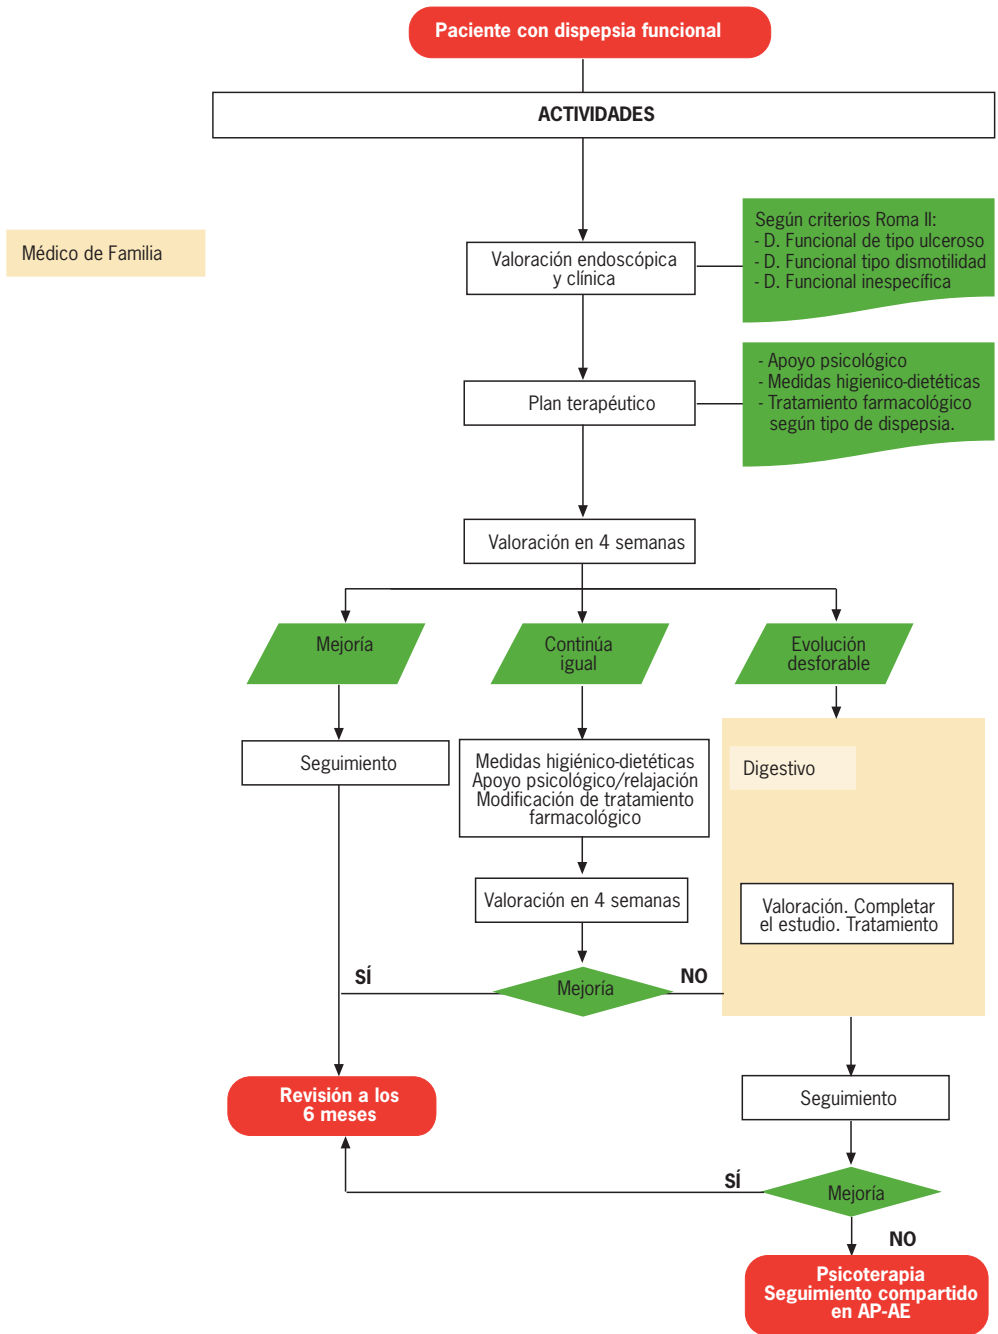 Paciente con dispepsia funcional
ACTIVIDADES
Médico de Familia
Valoración endoscópica
y clínica
Según criterios Roma II:
- D. Funcional de tipo ulceroso
- D. Funcional tipo dismotilidad
- D. Funcional inespecífica
Plan terapéutico
- Apoyo psicológico
- Medidas higienico-dietéticas
- Tratamiento farmacológico
según tipo de dispepsia.
Valoración en 4 semanas
Mejoría
Continúa
igual
Evolución
desforable
Seguimiento
Medidas higiénico-dietéticas
Apoyo psicológico/relajación
Modificación de tratamiento
farmacológico
Digestivo
Valoración en 4 semanas
Valoración. Completar
el estudio. Tratamiento
SÍ
Mejoría
NO
Revisión a los
6 meses
Seguimiento
SÍ
Mejoría
NO
Psicoterapia
Seguimiento compartido
en AP-AE